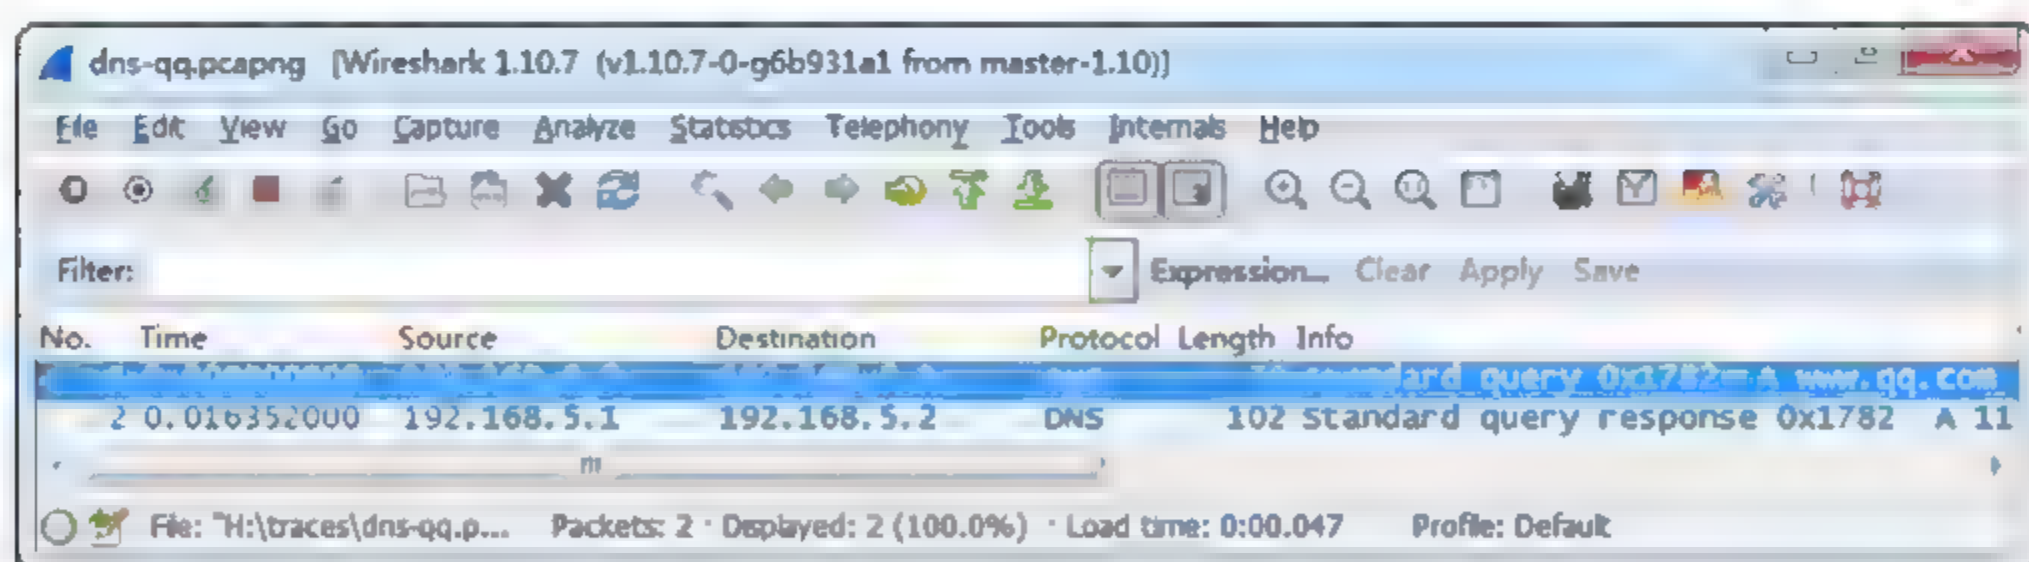 dns-qq.pcapng [Wireshark 1.10.7 (v1.10.7-0-g6b931a1 from master-1.10)]
File Edit View Go Capture Analyze Statistics Telephony Tools Internals Help
Filter: Expression... Clear Apply Save
No. Time Source Destination Protocol Length Info
query 0x1782 A www.qq.com
2 0.016352000 192.168.5.1 192.168.5.2 DNS 102 Standard query response 0x1782 A 11
File: "H:\traces\dns-qq.p... Packets: 2 · Displayed: 2 (100.0%) · Load time: 0:00.047 Profile: Default